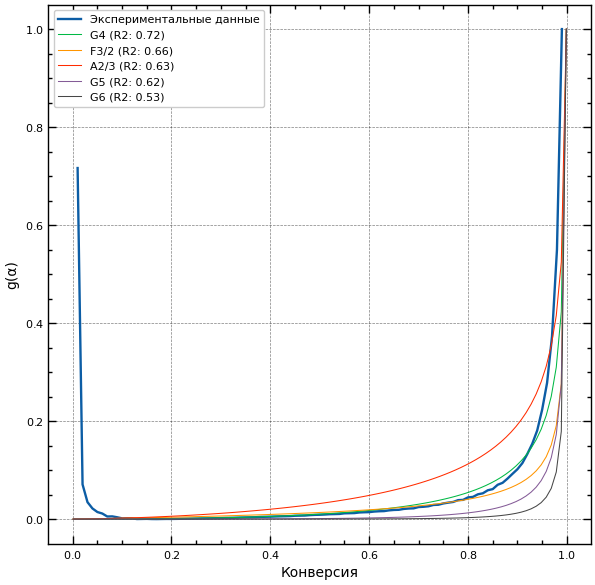 Экспериментальные данные
G4 (R2: 0.72)
F3/2 (R2: 0.66)
A2/3 (R2: 0.63)
G5 (R2: 0.62)
G6 (R2: 0.53)
1.0
0.8
0.6
0.4
0.2
0.0
g(α)
0.0 0.2 0.4 0.6 0.8 1.0
Конверсия